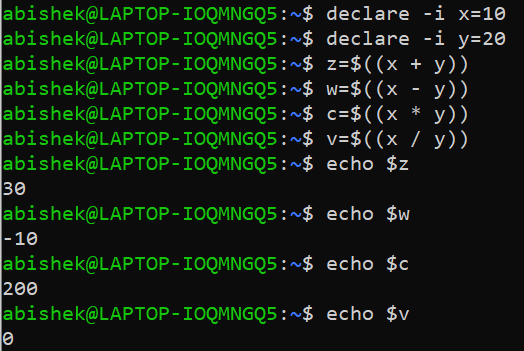 abishek@LAPTOP-IOQMNGQ5:~$ declare -i x=10
abishek@LAPTOP-IOQMNGQ5:~$ declare -i y=20
abishek@LAPTOP-IOQMNGQ5:~$ z=$((x + y))
abishek@LAPTOP-IOQMNGQ5:~$ w=$((x - y))
abishek@LAPTOP-IOQMNGQ5:~$ c=$((x * y))
abishek@LAPTOP-IOQMNGQ5:~$ v=$((x / y))
abishek@LAPTOP-IOQMNGQ5:~$ echo $z
30
abishek@LAPTOP-IOQMNGQ5:~$ echo $w
-10
abishek@LAPTOP-IOQMNGQ5:~$ echo $c
200
abishek@LAPTOP-IOQMNGQ5:~$ echo $v
0